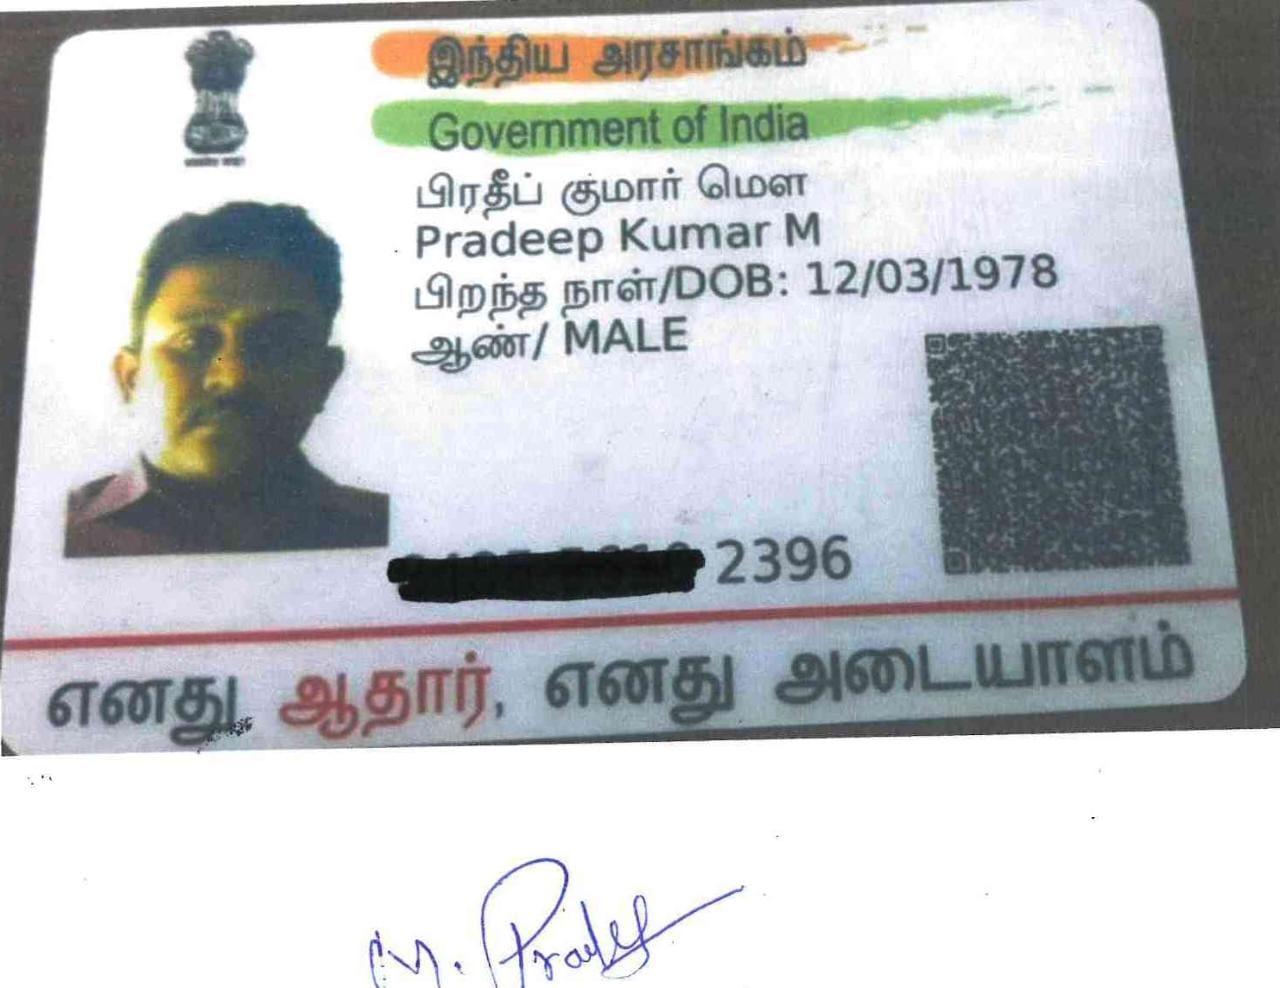 இந்திய அரசாங்கம்
Government of India
பிரதீப் குமார் மௌ
Pradeep Kumar M
பிறந்த நாள்/DOB: 12/03/1978
ஆண்/ MALE
2396
எனது ஆதார், எனது அடையாளம்
M. Pradeep